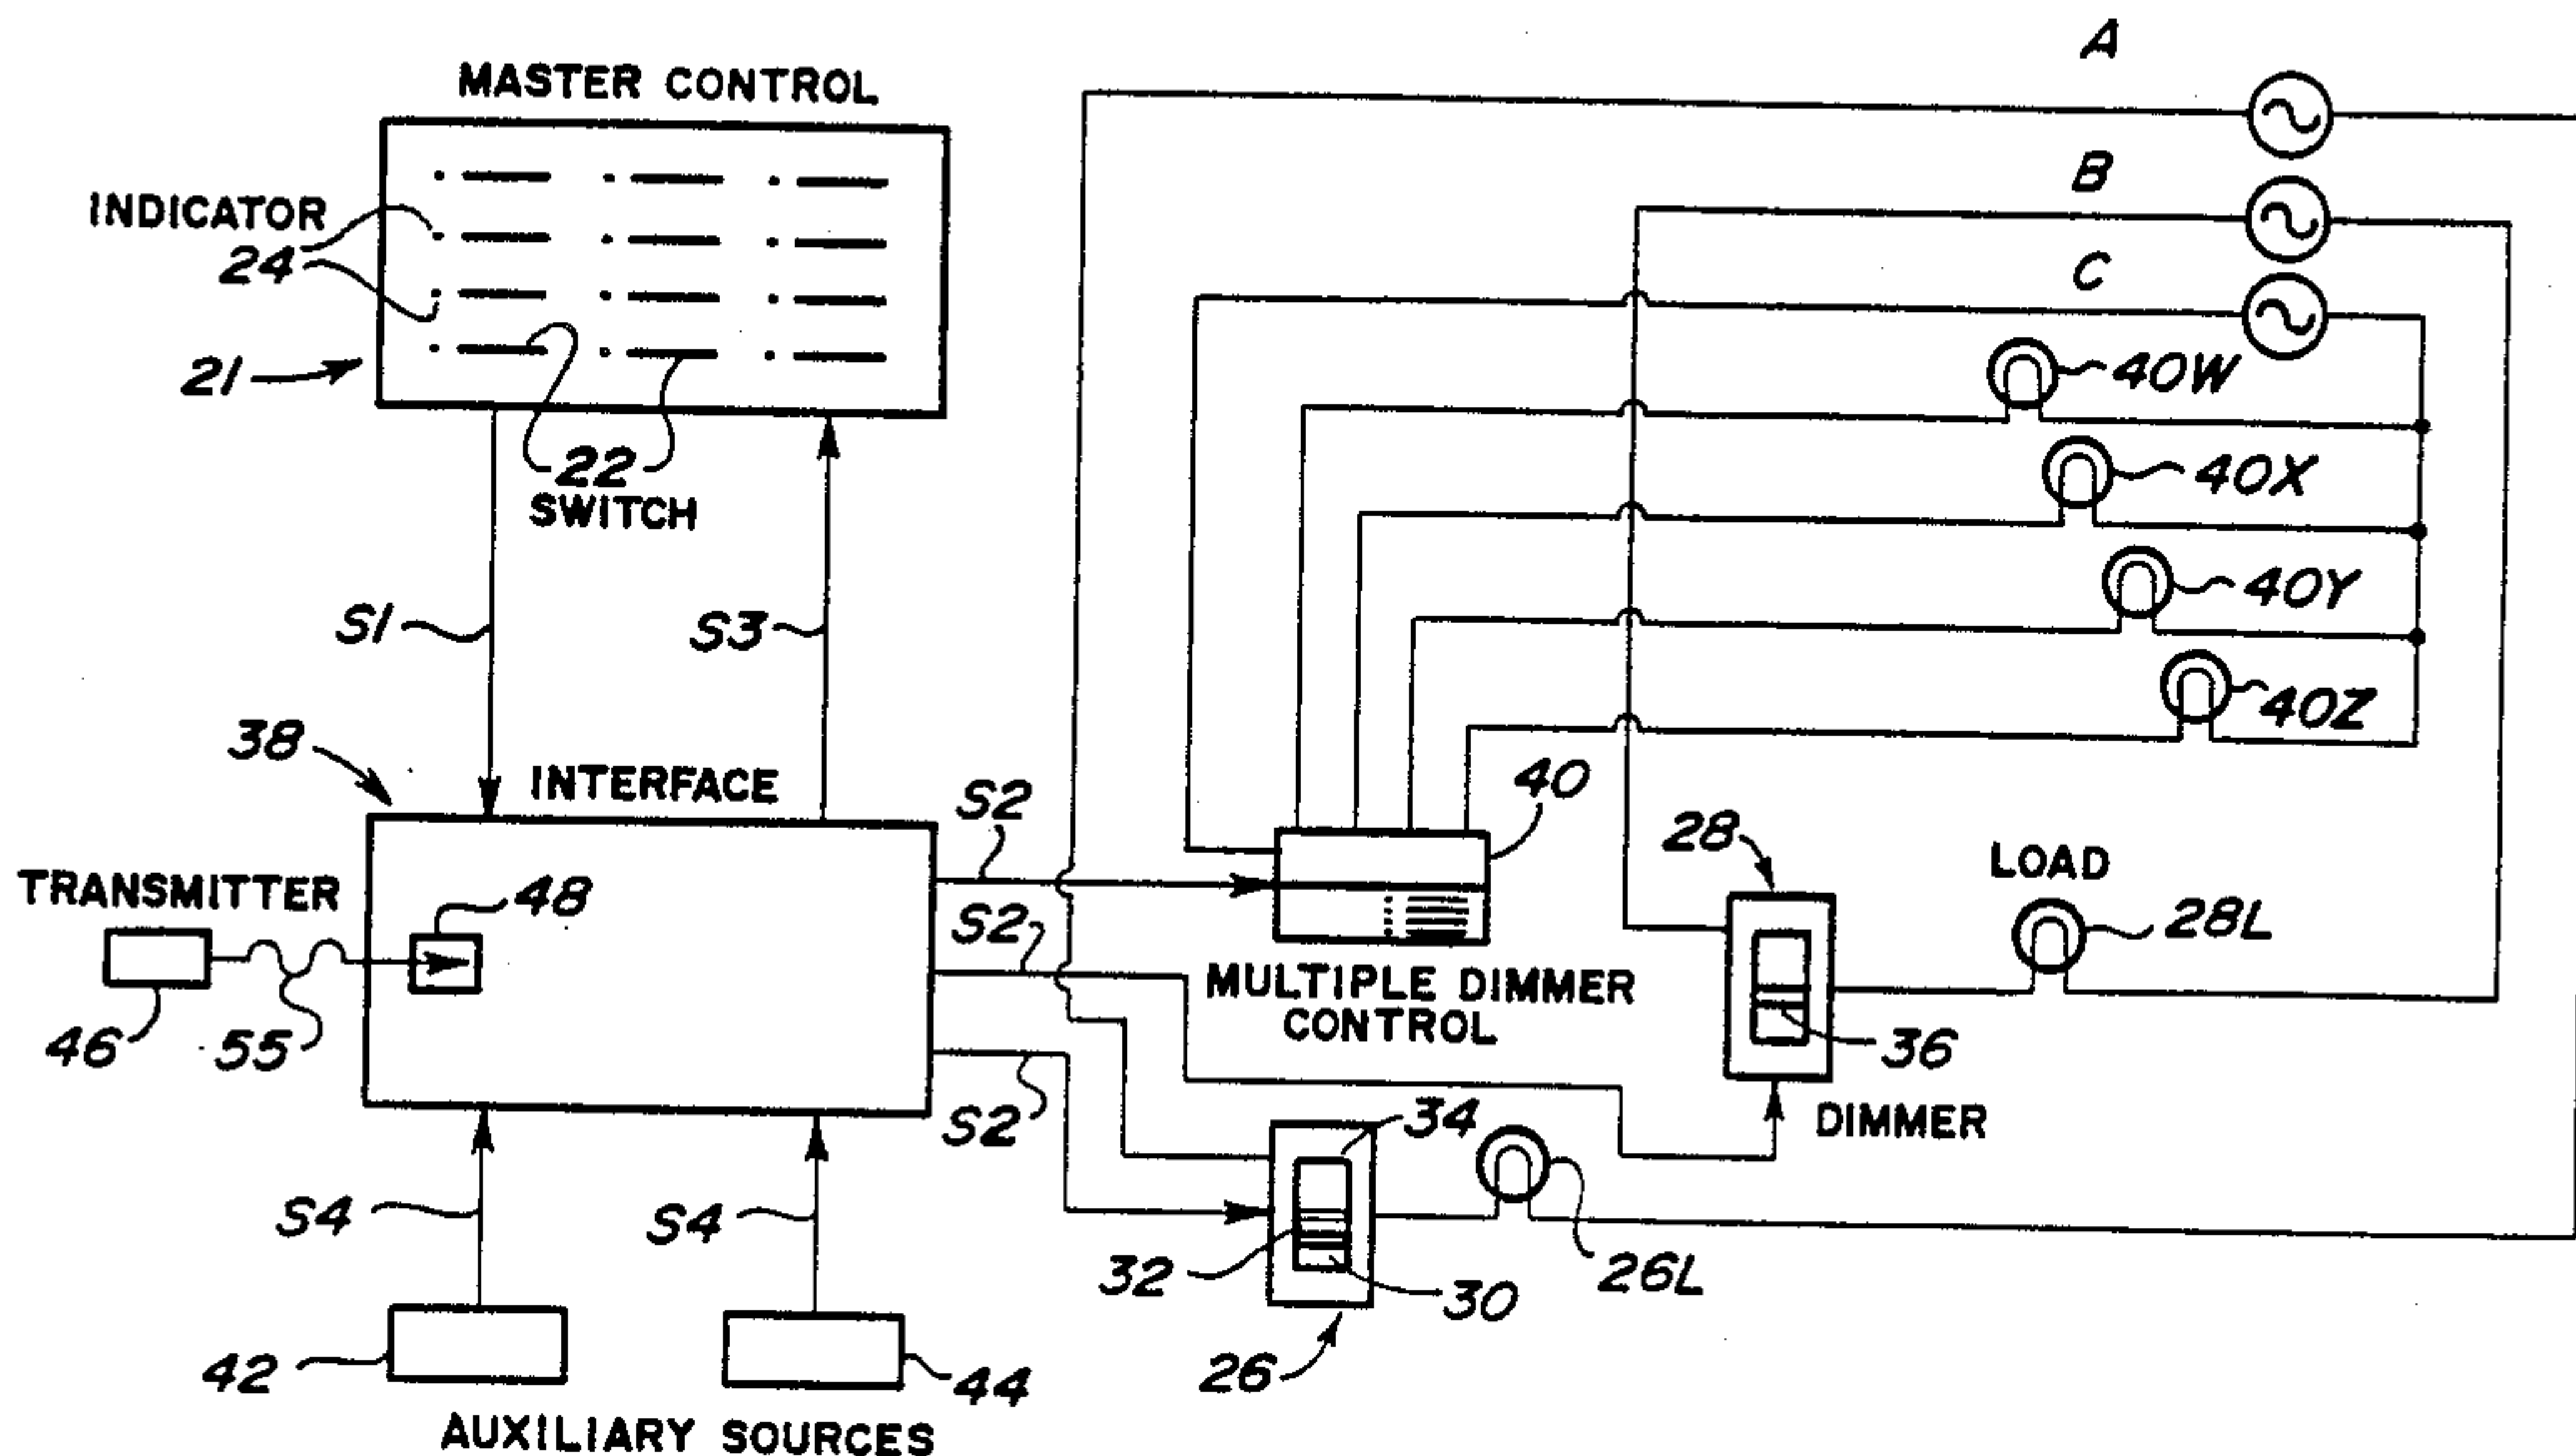 A
MASTER CONTROL
B
INDICATOR
24
C
21
40W
22
SWITCH
40X
40Y
S1
S3
40Z
38
INTERFACE
S2
40
28
LOAD
TRANSMITTER
48
S2
28L
MULTIPLE DIMMER
CONTROL
46
55
36
S2
34
DIMMER
S4
S4
32
30
26L
42
44
26
AUXILIARY SOURCES